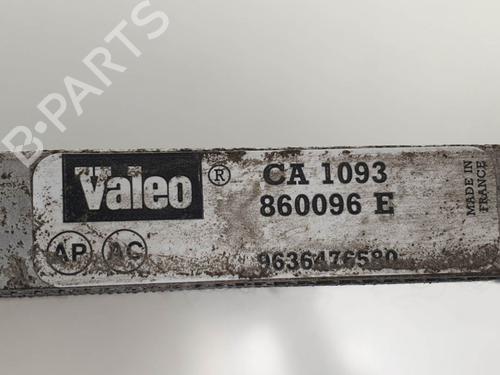 B-PARTS
Valeo ®
CA 1093
860096 E
AP AC
9636476580
MADE IN
FRANCE